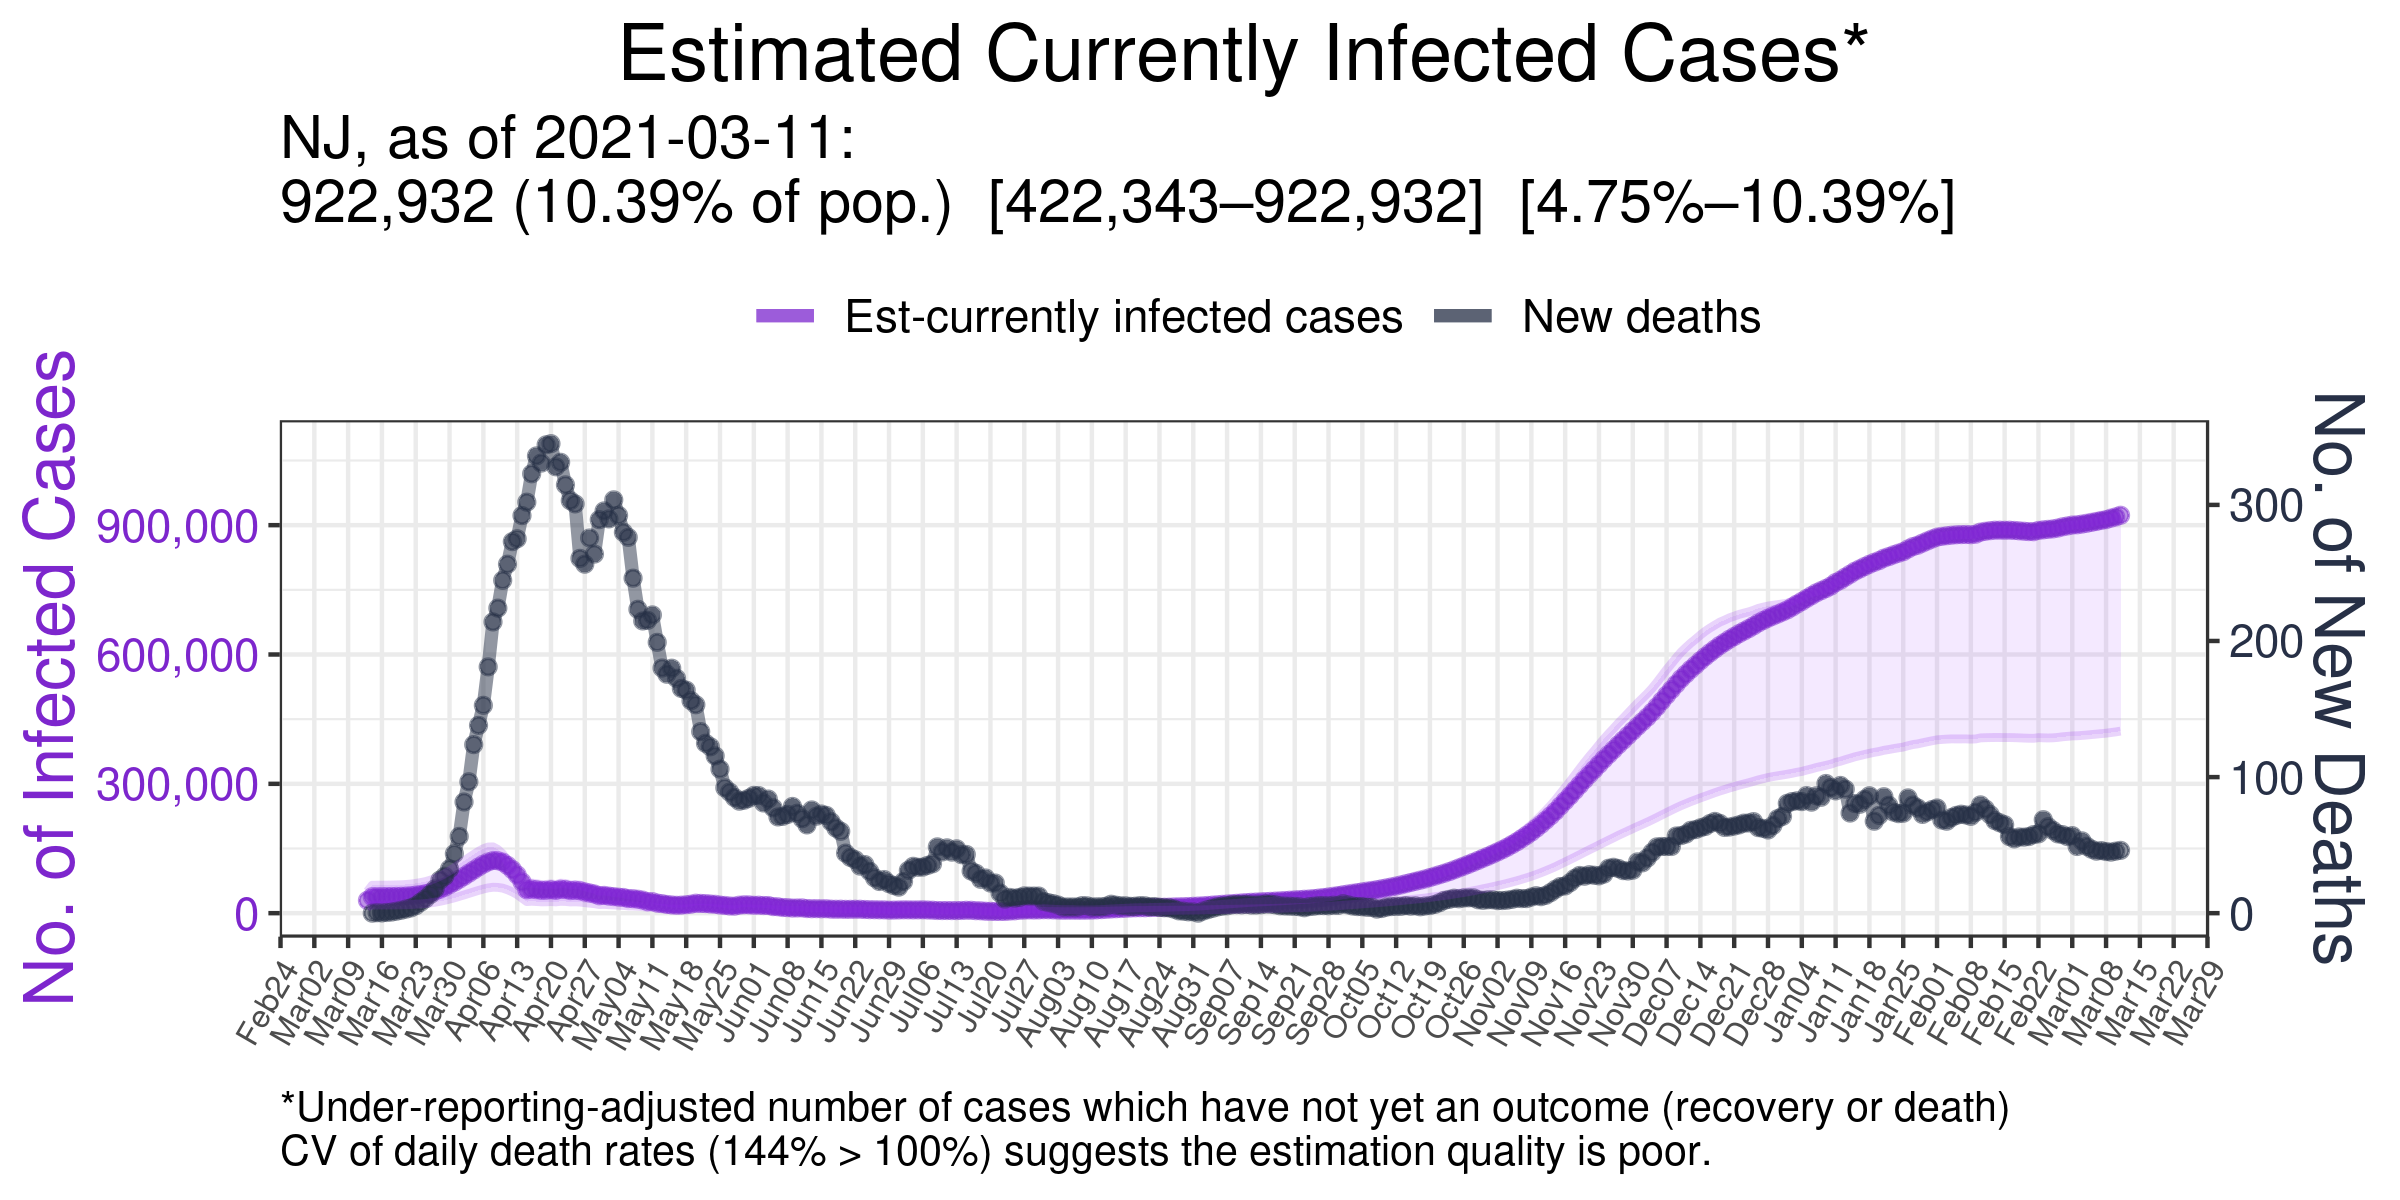 Estimated Currently Infected Cases*
NJ, as of 2021-03-11:
922,932 (10.39% of pop.) [422,343–922,932] [4.75%–10.39%]
Est-currently infected cases New deaths
No. of Infected Cases
900,000
600,000
300,000
0
300
200
100
0
No. of New Deaths
Feb24 Mar02 Mar09 Mar16 Mar23 Mar30 Apr06 Apr13 Apr20 Apr27 May04 May11 May18 May25 Jun01 Jun08 Jun15 Jun22 Jun29 Jul06 Jul13 Jul20 Jul27 Aug03 Aug10 Aug17 Aug24 Aug31 Sep07 Sep14 Sep21 Sep28 Oct05 Oct12 Oct19 Oct26 Nov02 Nov09 Nov16 Nov23 Nov30 Dec07 Dec14 Dec21 Dec28 Jan04 Jan11 Jan18 Jan25 Feb01 Feb08 Feb15 Feb22 Mar01 Mar08 Mar15 Mar22 Mar29
*Under-reporting-adjusted number of cases which have not yet an outcome (recovery or death)
CV of daily death rates (144% > 100%) suggests the estimation quality is poor.